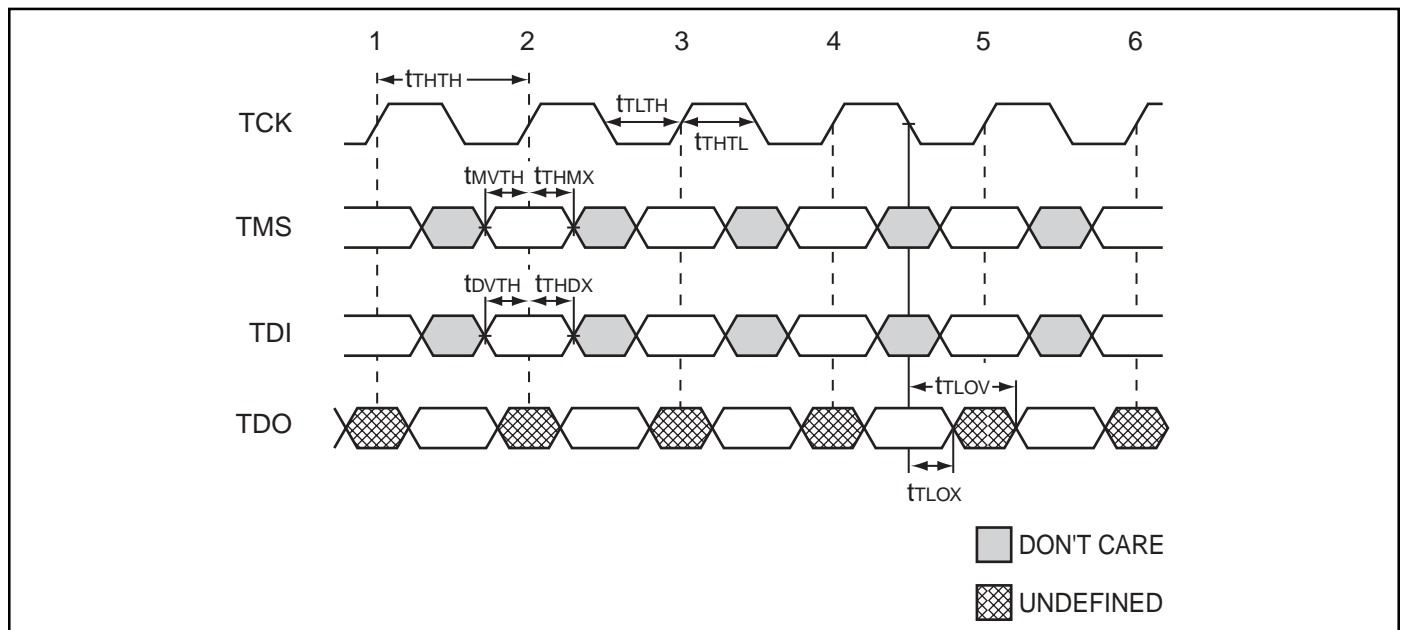 1 2 3 4 5 6
tTHTH
TCK
tTLTH
tTHTL
tMVTH tTHMX
TMS
tDVTH tTHDX
TDI
tTLOV
TDO
tTLOX
DON'T CARE
UNDEFINED